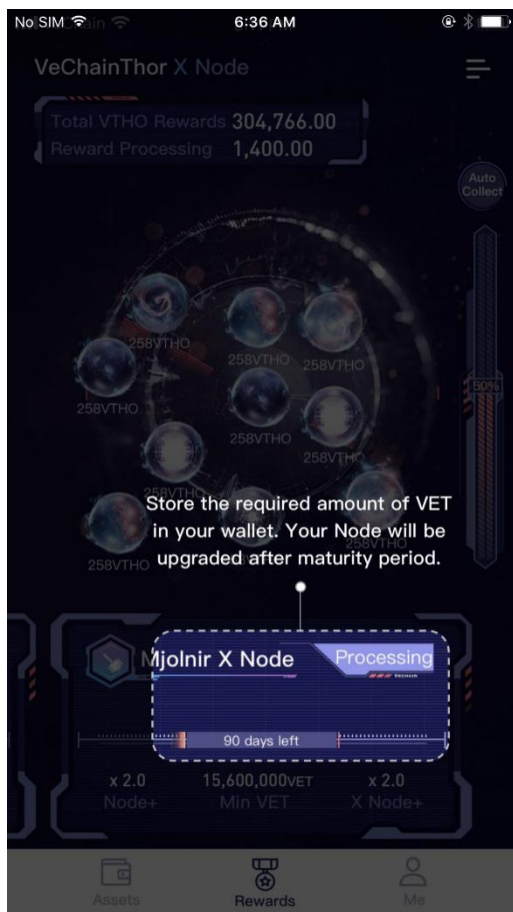 No SIM
6:36 AM
VeChainThor X Node
Total VTHO Rewards 304,766.00
Reward Processing 1,400.00
Auto
Collect
258VTHO
258VTHO
258VTHO
258VTHO
258VTHO
258VTHO
50%
258VTHO
Store the required amount of VET
in your wallet. Your Node will be
upgraded after maturity period.
258VTHO
258VTHO
Mjolnir X Node
Processing
VECHAIN
90 days left
x 2.0
15,600,000VET
x 2.0
Node+
Min VET
X Node+
Assets
Rewards
Me